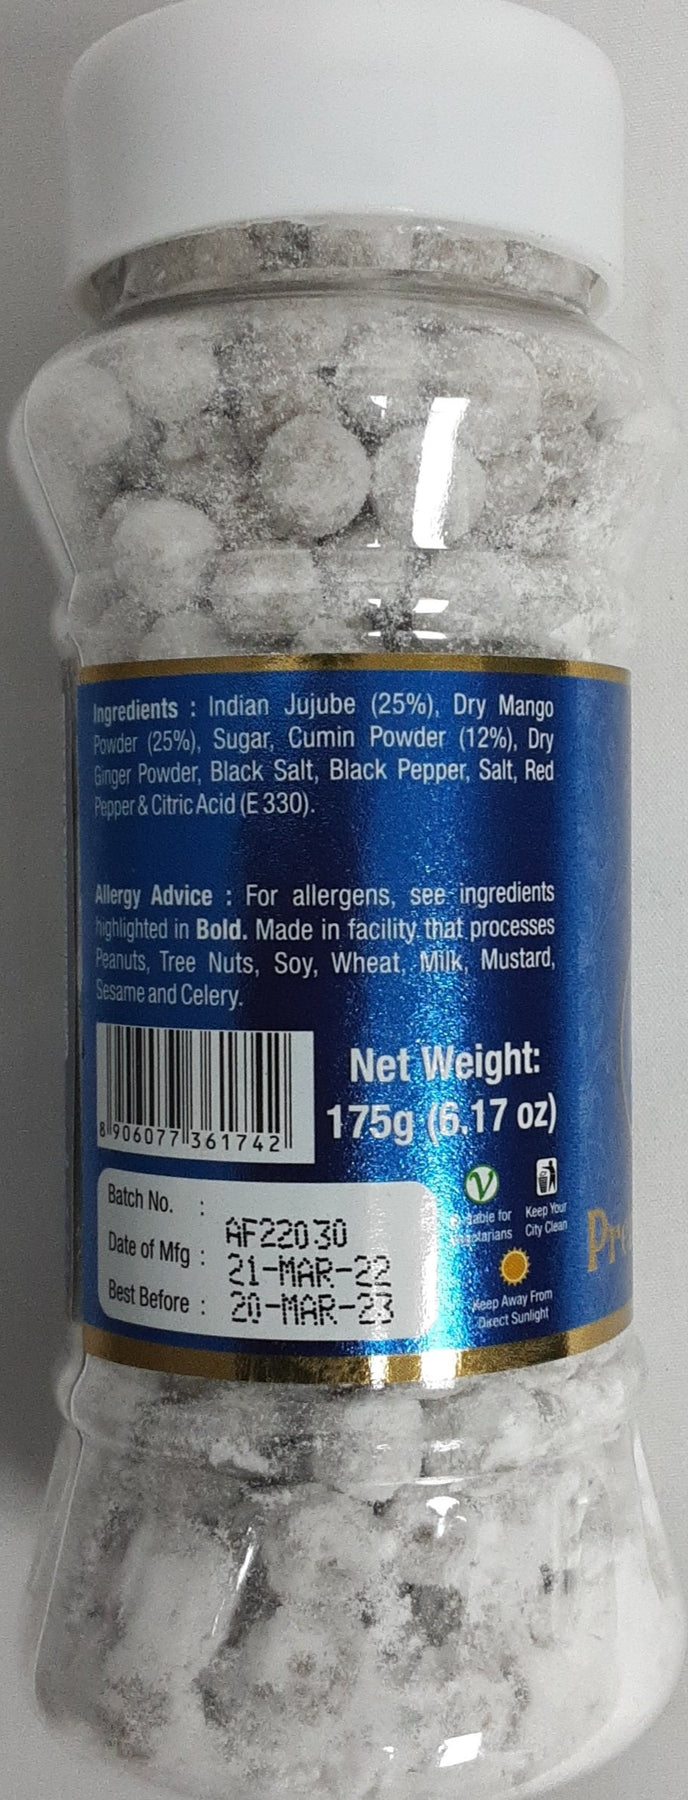 Ingredients : Indian Jujube (25%), Dry Mango
Powder (25%), Sugar, Cumin Powder (12%), Dry
Ginger Powder, Black Salt, Black Pepper, Salt, Red
Pepper & Citric Acid (E 330).
Allergy Advice : For allergens, see ingredients
highlighted in Bold. Made in facility that processes
Peanuts, Tree Nuts, Soy, Wheat, Milk, Mustard,
Sesame and Celery.
8 906077 361742
Net Weight:
175g (6.17 oz)
Batch No. : AF22030
Date of Mfg : 21-MAR-22
Best Before : 20-MAR-23
V
for
Keep Your
City Clean
Keep Away From
Direct Sunlight